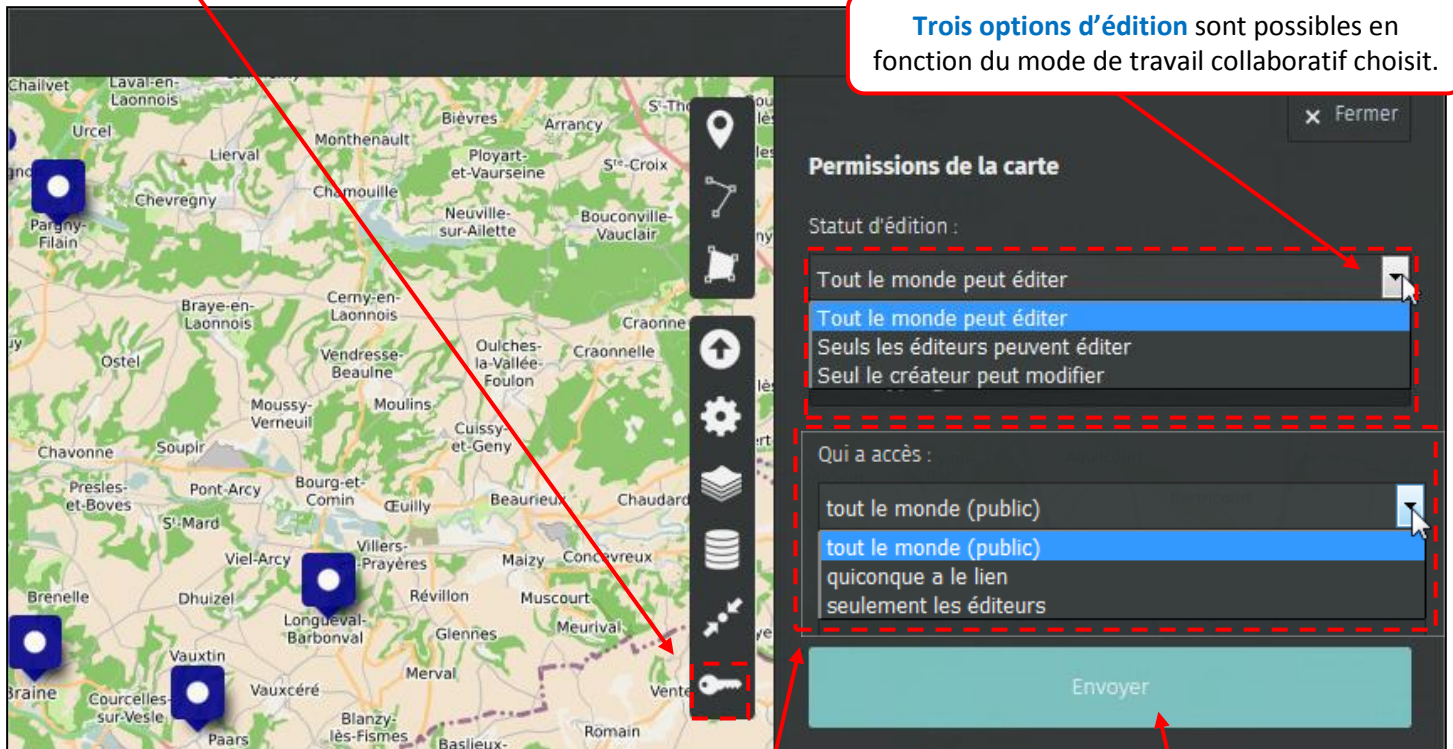 Trois options d'édition sont possibles en
fonction du mode de travail collaboratif choisit.
Chailvet
Laval-en-
Laonnois
Urcel
Lierval
Monthenault
Bièvres
Arrancy
Ployart-
et-Vaurseine
Sᵗᵉ-Croix
Chamouille
Chevregny
Neuville-
sur-Ailette
Bouconville-
Vauclair
Pargny-
Filain
Braye-en-
Laonnois
Cerny-en-
Laonnois
Craonne
Ostel
Vendresse-
Beaulne
Oulches-
la-Vallée-
Foulon
Craonnelle
Moussy-
Verneuil
Moulins
Cuissy-
et-Geny
Chavonne
Soupir
Presles-
et-Boves
Pont-Arcy
Bourg-et-
Comin
Œuilly
Beaurieux
Chaudard
Sᵗ-Mard
Viel-Arcy
Villers-
-Prayères
Maizy
Concevreux
Brenelle
Dhuizel
Révillon
Muscourt
Longueval-
Barbonval
Glennes
Meurival
Vauxtin
Merval
Vente
Braine
Courcelles-
sur-Vesle
Vauxcéré
Paars
Blanzy-
lès-Fismes
Baslieux-
Romain
× Fermer
Permissions de la carte
Statut d'édition :
Tout le monde peut éditer
Tout le monde peut éditer
Seuls les éditeurs peuvent éditer
Seul le créateur peut modifier
Qui a accès :
tout le monde (public)
tout le monde (public)
quiconque a le lien
seulement les éditeurs
Envoyer